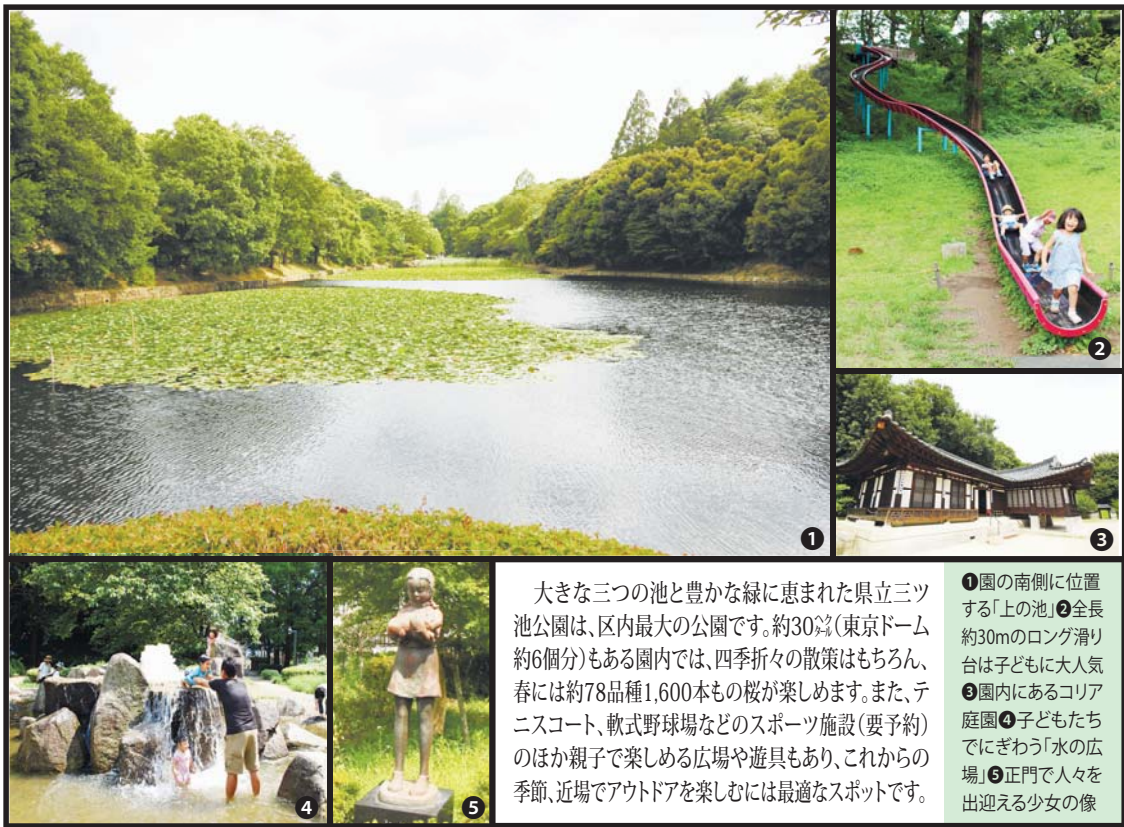 ❶
❷
❸
❹
❺
大きな三つの池と豊かな緑に恵まれた県立三ツ
池公園は、区内最大の公園です。約30㌶(東京ドーム
約6個分)もある園内では、四季折々の散策はもちろん、
春には約78品種1,600本もの桜が楽しめます。また、テ
ニスコート、軟式野球場などのスポーツ施設(要予約)
のほか親子で楽しめる広場や遊具もあり、これからの
季節、近場でアウトドアを楽しむには最適なスポットです。
❶園の南側に位置
する「上の池」❷全長
約30mのロング滑り
台は子どもに大人気
❸園内にあるコリア
庭園❹子どもたち
でにぎわう「水の広
場」❺正門で人々を
出迎える少女の像